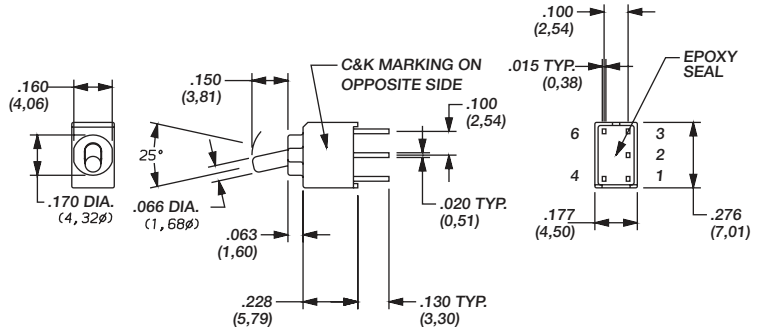 .160
(4,06)
.170 DIA.
(4,32ø)
25°
.150
(3,81)
.066 DIA.
(1,68ø)
C&K MARKING ON
OPPOSITE SIDE
.063
(1,60)
.228
(5,79)
.100
(2,54)
.020 TYP.
(0,51)
.130 TYP.
(3,30)
.100
(2,54)
.015 TYP.
(0,38)
EPOXY
SEAL
6 3
2
4 1
.177
(4,50)
.276
(7,01)